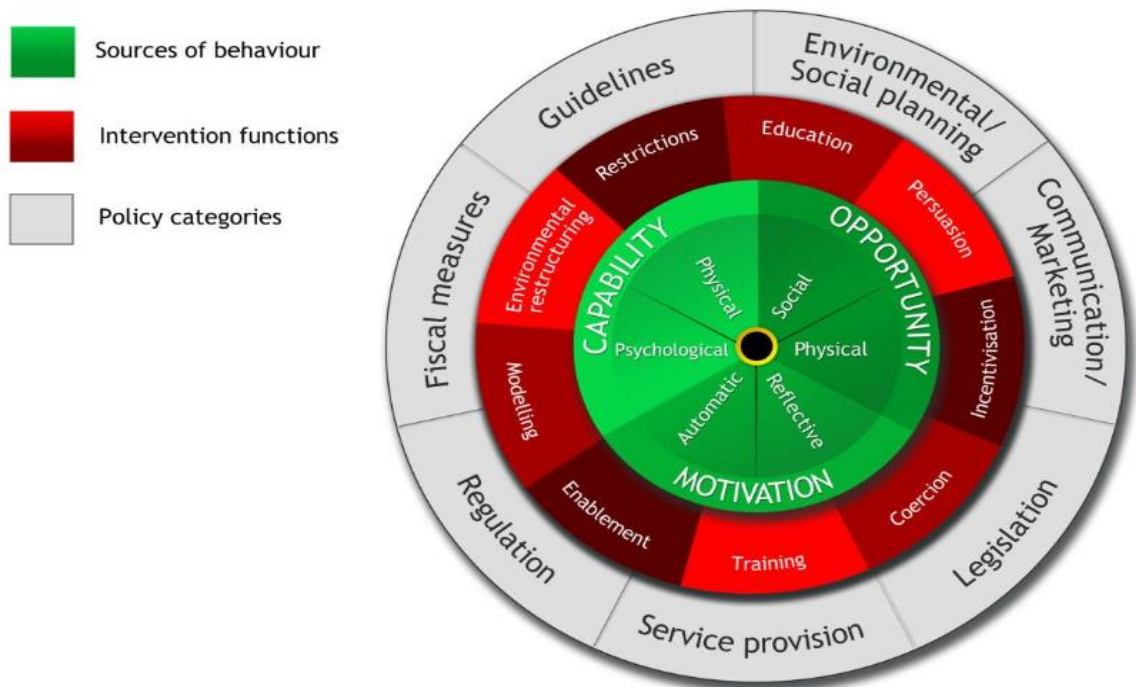 Sources of behaviour
Intervention functions
Policy categories
Guidelines
Environmental/
Social planning
Communication/
Marketing
Legislation
Service provision
Regulation
Fiscal measures
Restrictions
Education
Persuasion
Incentivisation
Coercion
Training
Enablement
Modelling
Environmental
restructuring
CAPABILITY
OPPORTUNITY
MOTIVATION
Physical
Social
Physical
Reflective
Automatic
Psychological